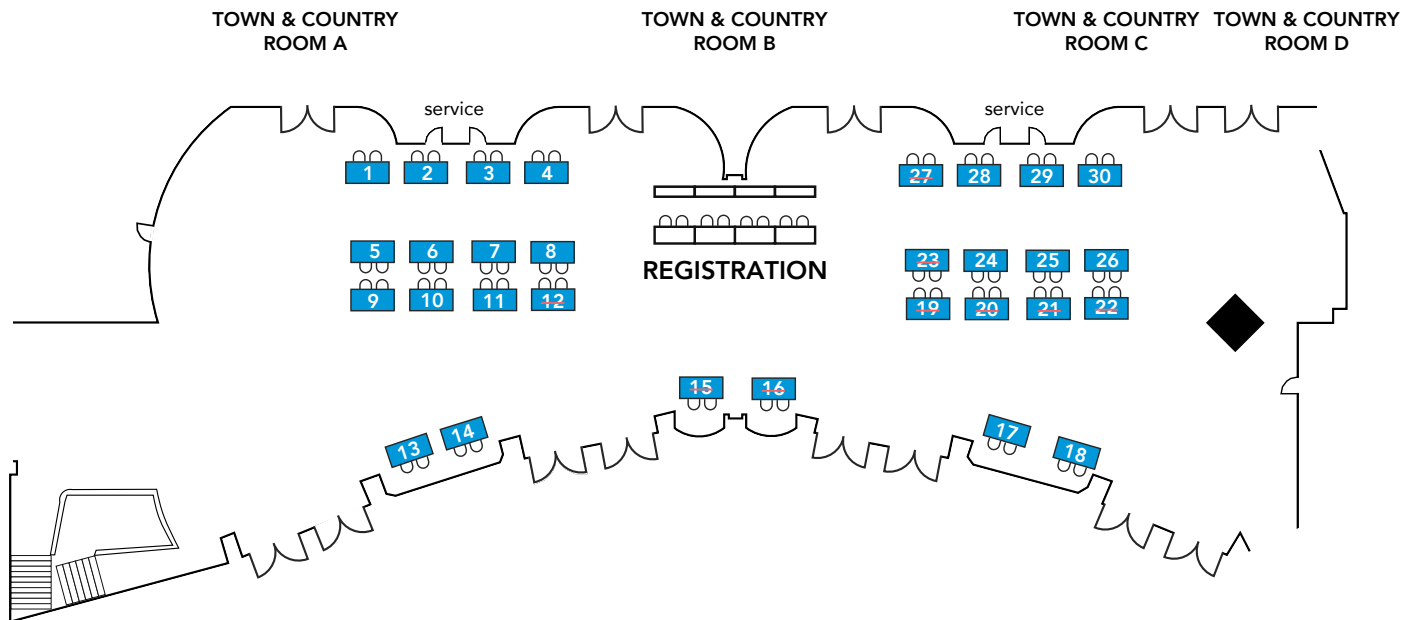 TOWN & COUNTRY
ROOM A
TOWN & COUNTRY
ROOM B
TOWN & COUNTRY
ROOM C
TOWN & COUNTRY
ROOM D
service
service
1 2 3 4
27 28 29 30
5 6 7 8
REGISTRATION
23 24 25 26
9 10 11 12
19 20 21 22
15 16
13 14
17 18